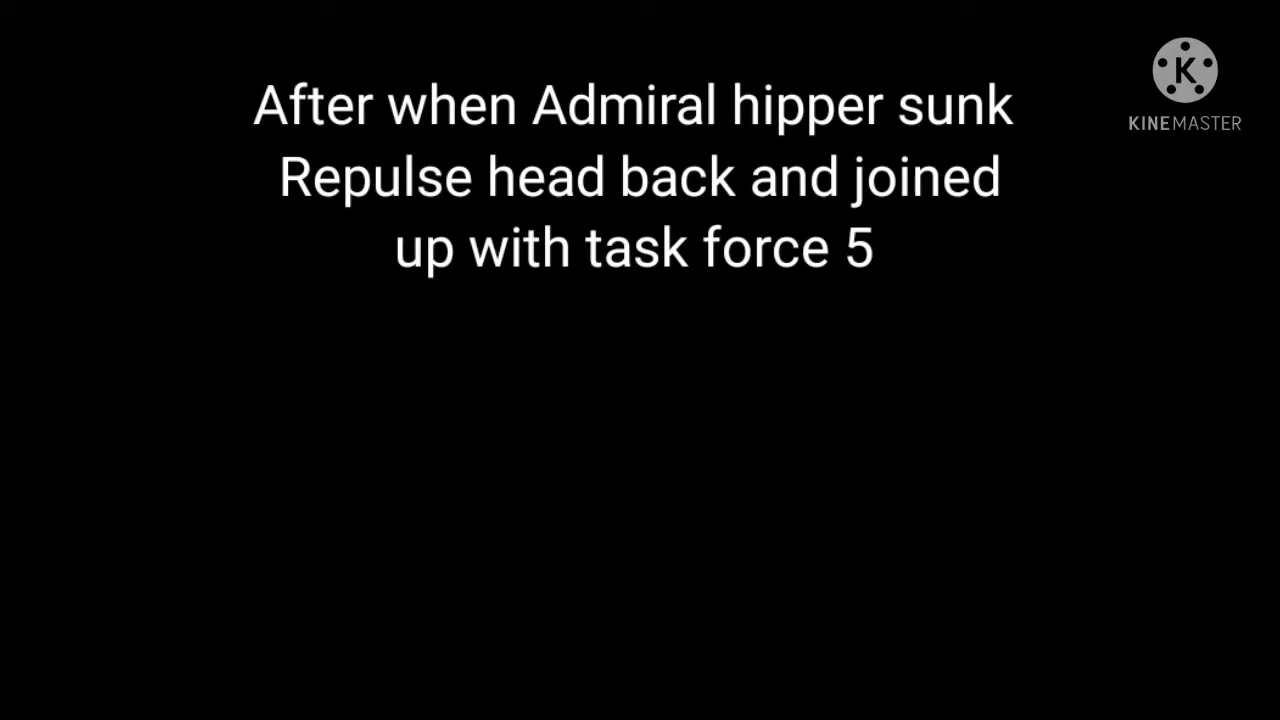 After when Admiral hipper sunk
Repulse head back and joined
up with task force 5
K
KINEMASTER